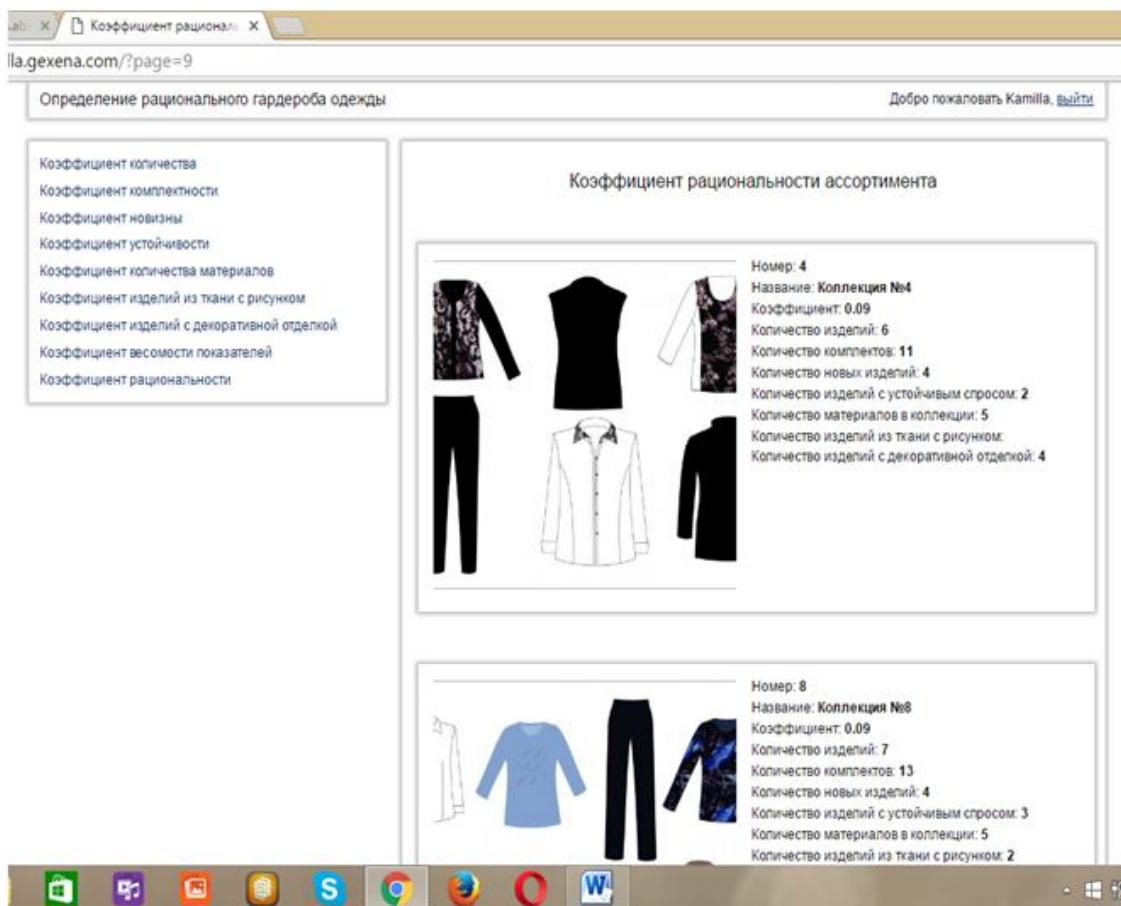 Коэффициент рационал
lla.gexena.com/?page=9
Определение рационального гардероба одежды
Добро пожаловать Kamilla, выйти
Коэффициент количества
Коэффициент комплектности
Коэффициент новизны
Коэффициент устойчивости
Коэффициент количества материалов
Коэффициент изделий из ткани с рисунком
Коэффициент изделий с декоративной отделкой
Коэффициент весомости показателей
Коэффициент рациональности
Коэффициент рациональности ассортимента
Номер: 4
Название: Коллекция №4
Коэффициент: 0.09
Количество изделий: 6
Количество комплектов: 11
Количество новых изделий: 4
Количество изделий с устойчивым спросом: 2
Количество материалов в коллекции: 5
Количество изделий из ткани с рисунком:
Количество изделий с декоративной отделкой: 4
Номер: 8
Название: Коллекция №8
Коэффициент: 0.09
Количество изделий: 7
Количество комплектов: 13
Количество новых изделий: 4
Количество изделий с устойчивым спросом: 3
Количество материалов в коллекции: 5
Количество изделий из ткани с рисунком: 2